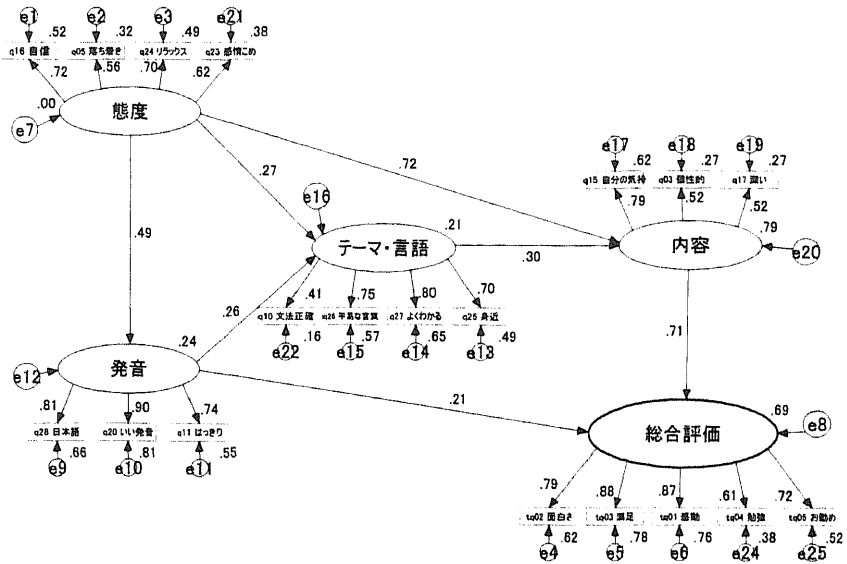 e1 e2 e3 e21
.52 .32 .49 .38
q16 自信 q05 落ち着き q24 リラックス q23 感情こめ
.72 .56 .70 .62
.00
e7
態度
.27
.72
.49
e17 e18 e19
.62 .27 .27
q15 自分の気持 q03 個性的 q17 深い
.79 .52 .52
e16
.21
テーマ・言語
.30
.79
内容
e20
.26
.41 .75 .80 .70
q10 文法正確 q26 平易な言葉 q27 よくわかる q25 身近
.16 .57 .65 .49
e22 e15 e14 e13
.71
.24
e12
発音
.21
.81 .90 .74
q28 日本語 q20 いい発音 q11 はっきり
.66 .81 .55
e9 e10 e11
.69
総合評価
e8
.79 .88 .87 .61 .72
tq02 面白さ tq03 満足 tq01 感動 tq04 勉強 tq05 お勧め
.62 .78 .76 .38 .52
e4 e5 e6 e24 e25